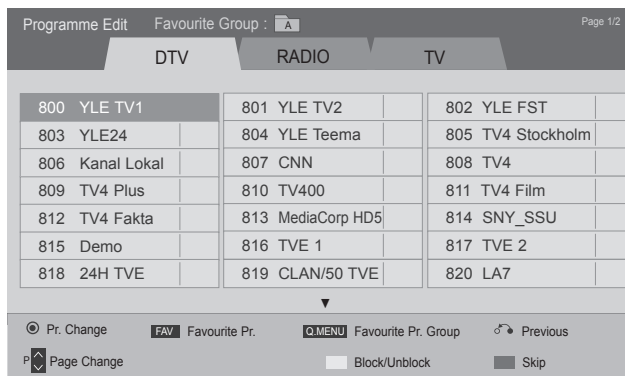 Programme Edit Favourite Group : A Page 1/2
DTV RADIO TV
800 YLE TV1 801 YLE TV2 802 YLE FST
803 YLE24 804 YLE Teema 805 TV4 Stockholm
806 Kanal Lokal 807 CNN 808 TV4
809 TV4 Plus 810 TV400 811 TV4 Film
812 TV4 Fakta 813 MediaCorp HD5 814 SNY_SSU
815 Demo 816 TVE 1 817 TVE 2
818 24H TVE 819 CLAN/50 TVE 820 LA7
Pr. Change FAV Favourite Pr. Q.MENU Favourite Pr. Group Previous
P Page Change Block/Unblock Skip